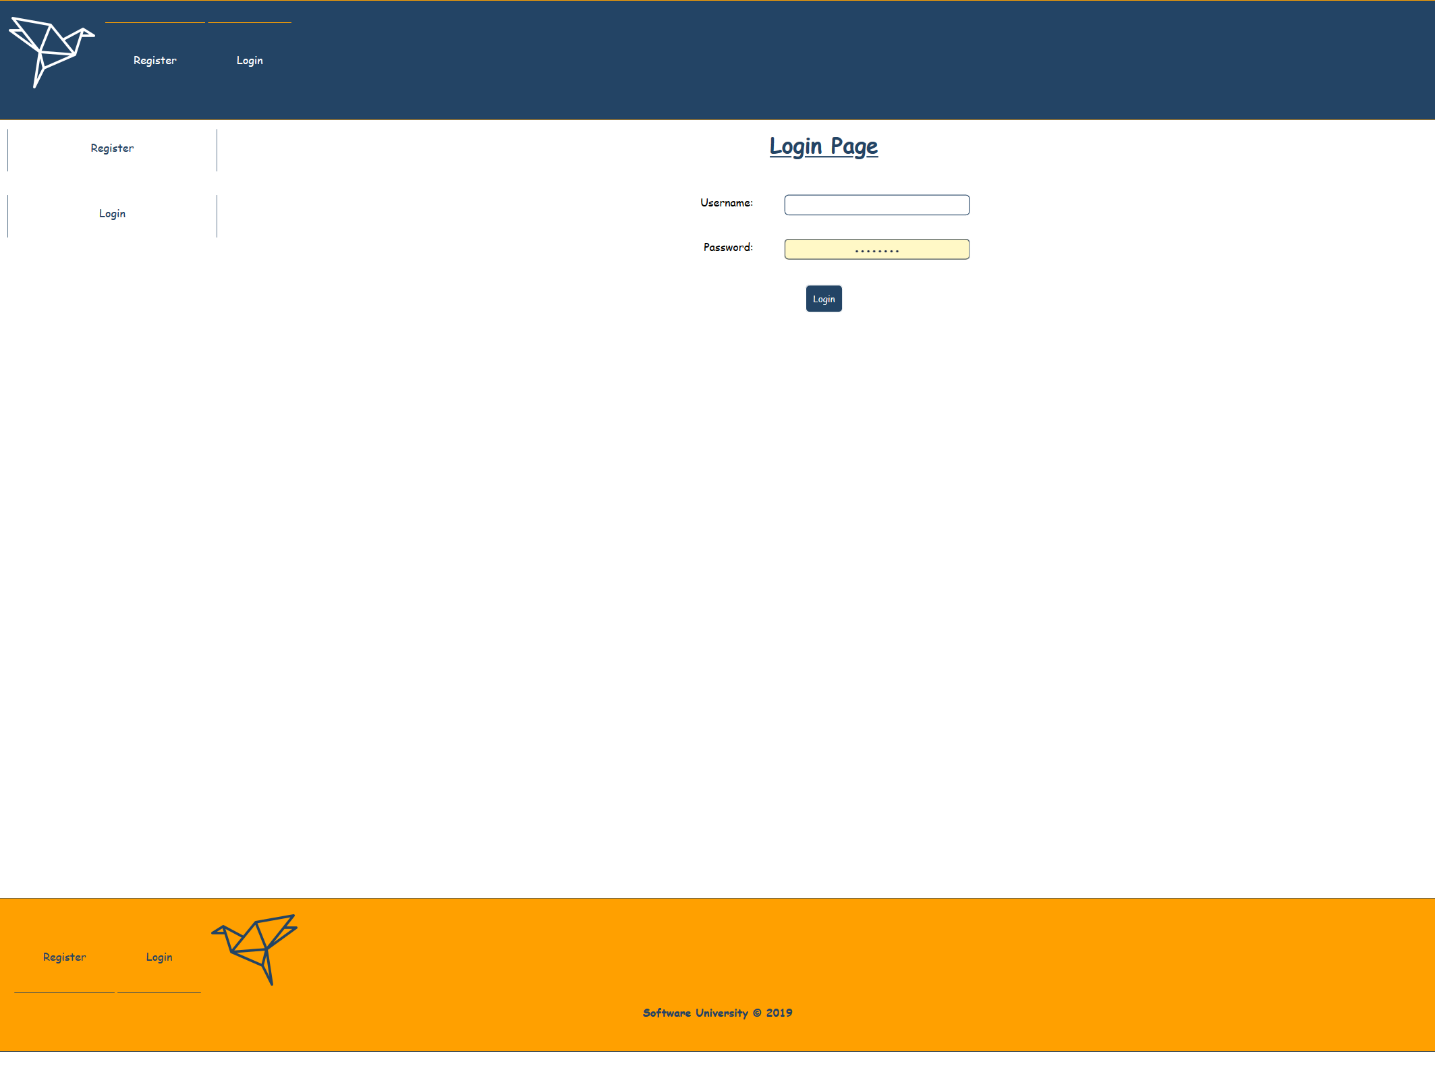 Register Login
Register
Login
Login Page
Username:
Password: ........
Login
Register Login
Software University © 2019